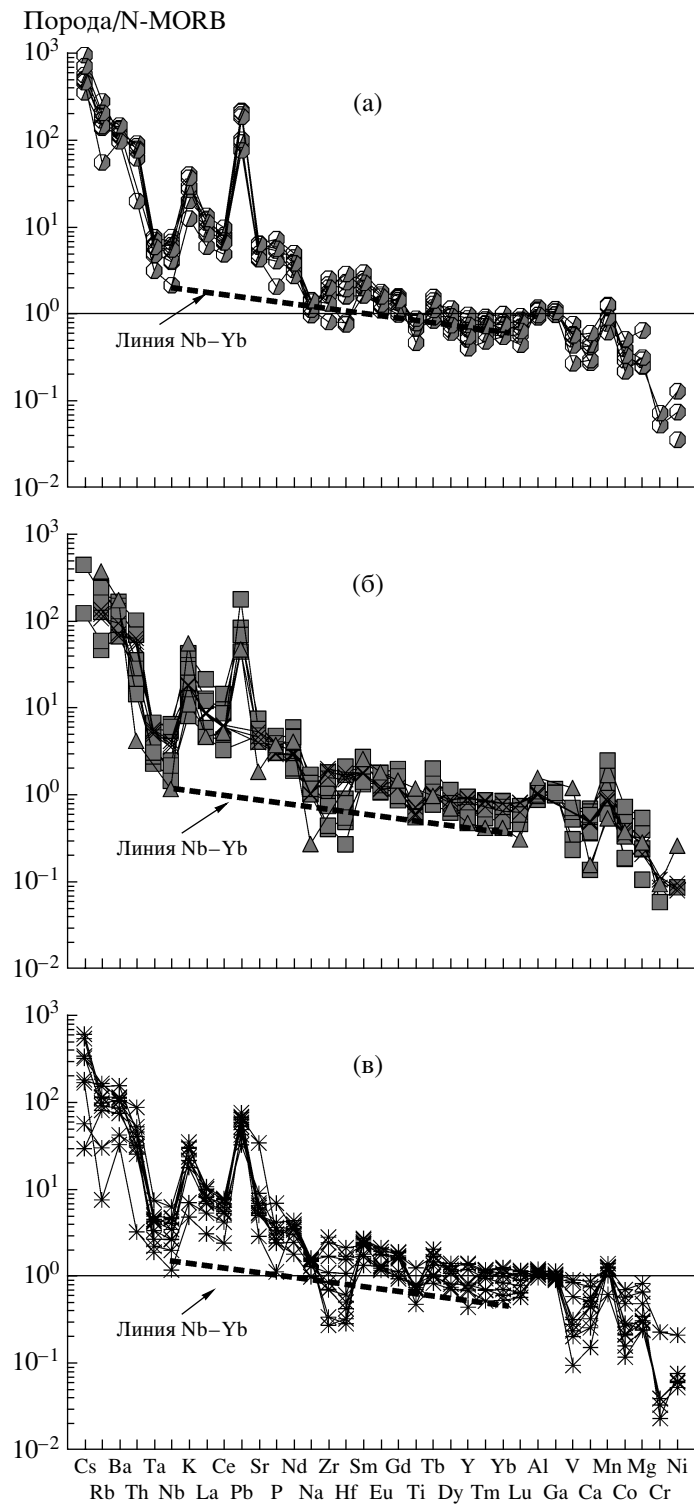 Порода/N-MORB
10³
(а)
10²
10¹
10⁰
Линия Nb–Yb
10⁻¹
10⁻²
10³
(б)
10²
10¹
10⁰
Линия Nb–Yb
10⁻¹
10⁻²
10³
(в)
10²
10¹
10⁰
Линия Nb–Yb
10⁻¹
10⁻²
Cs Ba Ta K Ce Sr Nd Zr Sm Gd Tb Y Yb Al V Mn Mg Ni
Rb Th Nb La Pb P Na Hf Eu Ti Dy Tm Lu Ga Ca Co Cr